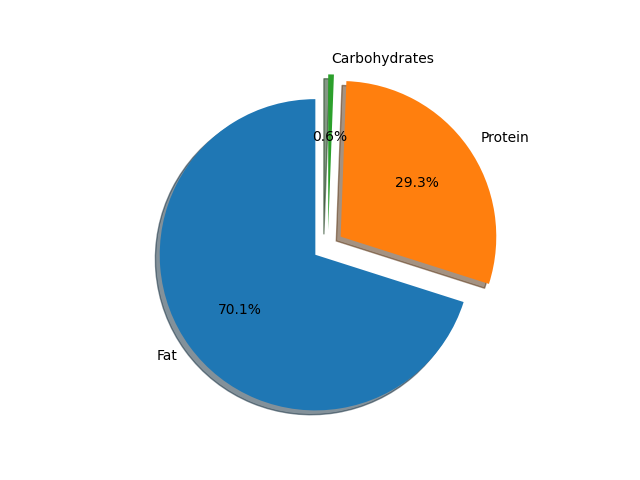 Carbohydrates
0.6%
Protein
29.3%
70.1%
Fat